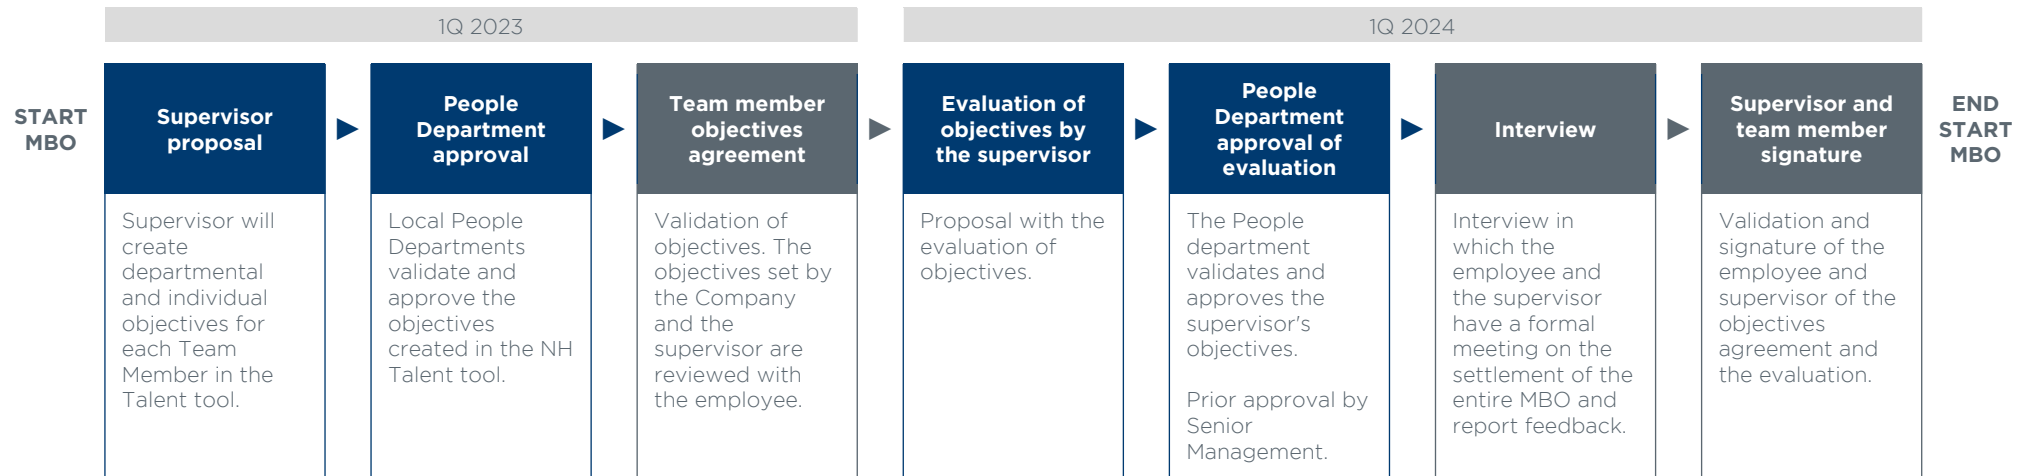 1Q 2023
1Q 2024
START
MBO
Supervisor
proposal
People
Department
approval
Team member
objectives
agreement
Evaluation of
objectives by
the supervisor
People
Department
approval of
evaluation
Interview
Supervisor and
team member
signature
END
START
MBO
Supervisor will
create
departmental
and individual
objectives for
each Team
Member in the
Talent tool.
Local People
Departments
validate and
approve the
objectives
created in the NH
Talent tool.
Validation of
objectives. The
objectives set by
the Company
and the
supervisor are
reviewed with
the employee.
Proposal with the
evaluation of
objectives.
The People
department
validates and
approves the
supervisor's
objectives.
Prior approval by
Senior
Management.
Interview in
which the
employee and
the supervisor
have a formal
meeting on the
settlement of the
entire MBO and
report feedback.
Validation and
signature of the
employee and
supervisor of the
objectives
agreement and
the evaluation.